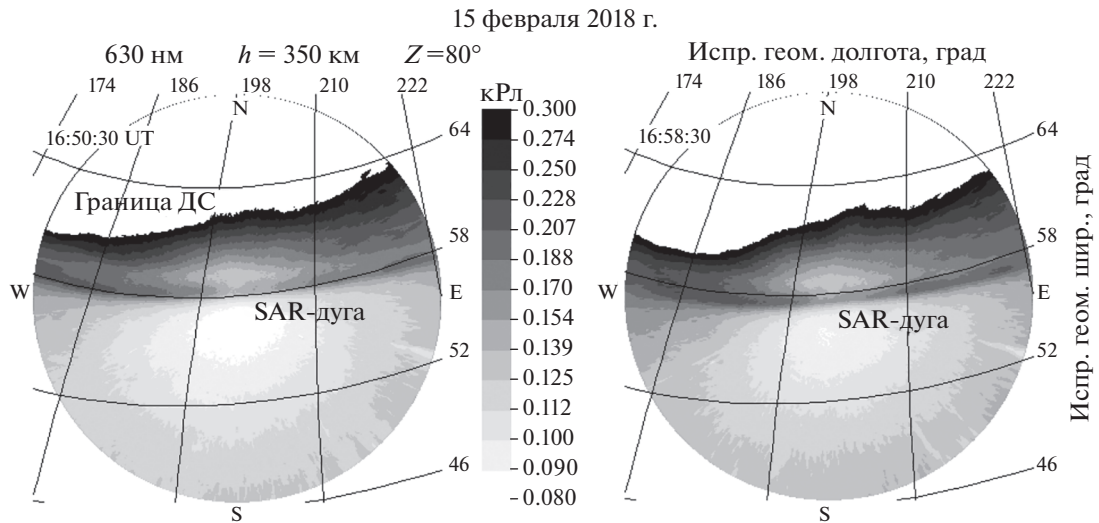 15 февраля 2018 г.
630 нм h = 350 км Z =80°
Испр. геом. долгота, град
174 186 198 210 222
кРл
174 186 198 210 222
N
N
16:50:30 UT
16:58:30
64
64
Граница ДС
58
58
W
E
W
E
SAR-дуга
SAR-дуга
52
52
46
46
S
S
0.300
0.274
0.250
0.228
0.207
0.188
0.170
0.154
0.139
0.125
0.112
0.100
0.090
0.080
Испр. геом. шир., град